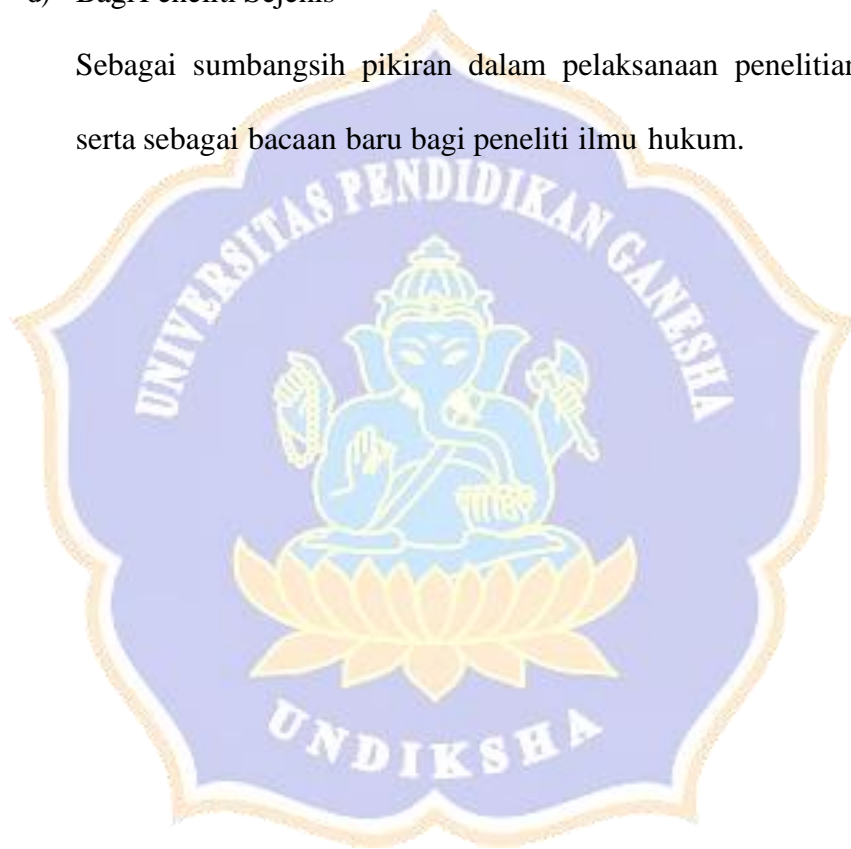 Sebagai sumbangsih pikiran dalam pelaksanaan penelitian
serta sebagai bacaan baru bagi peneliti ilmu hukum.
UNIVERSITAS PENDIDIKAN GANESHA
UNDIKSHA